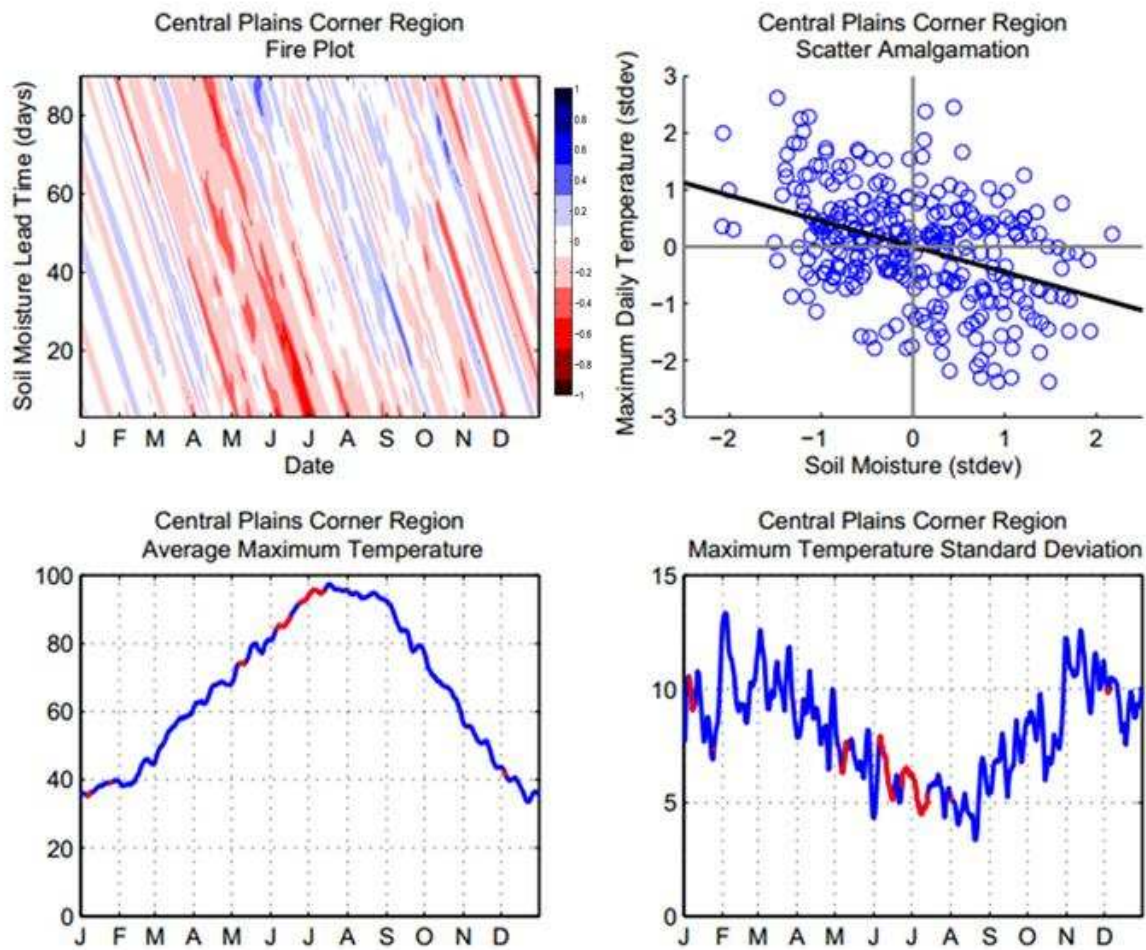 Central Plains Corner Region
Fire Plot
Soil Moisture Lead Time (days)
80
60
40
20
J F M A M J J A S O N D
Date
1
0.8
0.6
0.4
0.2
0
-0.2
-0.4
-0.6
-0.8
-1
Central Plains Corner Region
Scatter Amalgamation
Maximum Daily Temperature (stdev)
3
2
1
0
−1
−2
−3
−2 −1 0 1 2
Soil Moisture (stdev)
Central Plains Corner Region
Average Maximum Temperature
100
80
60
40
20
0
J F M A M J J A S O N D
Central Plains Corner Region
Maximum Temperature Standard Deviation
15
10
5
0
J F M A M J J A S O N D